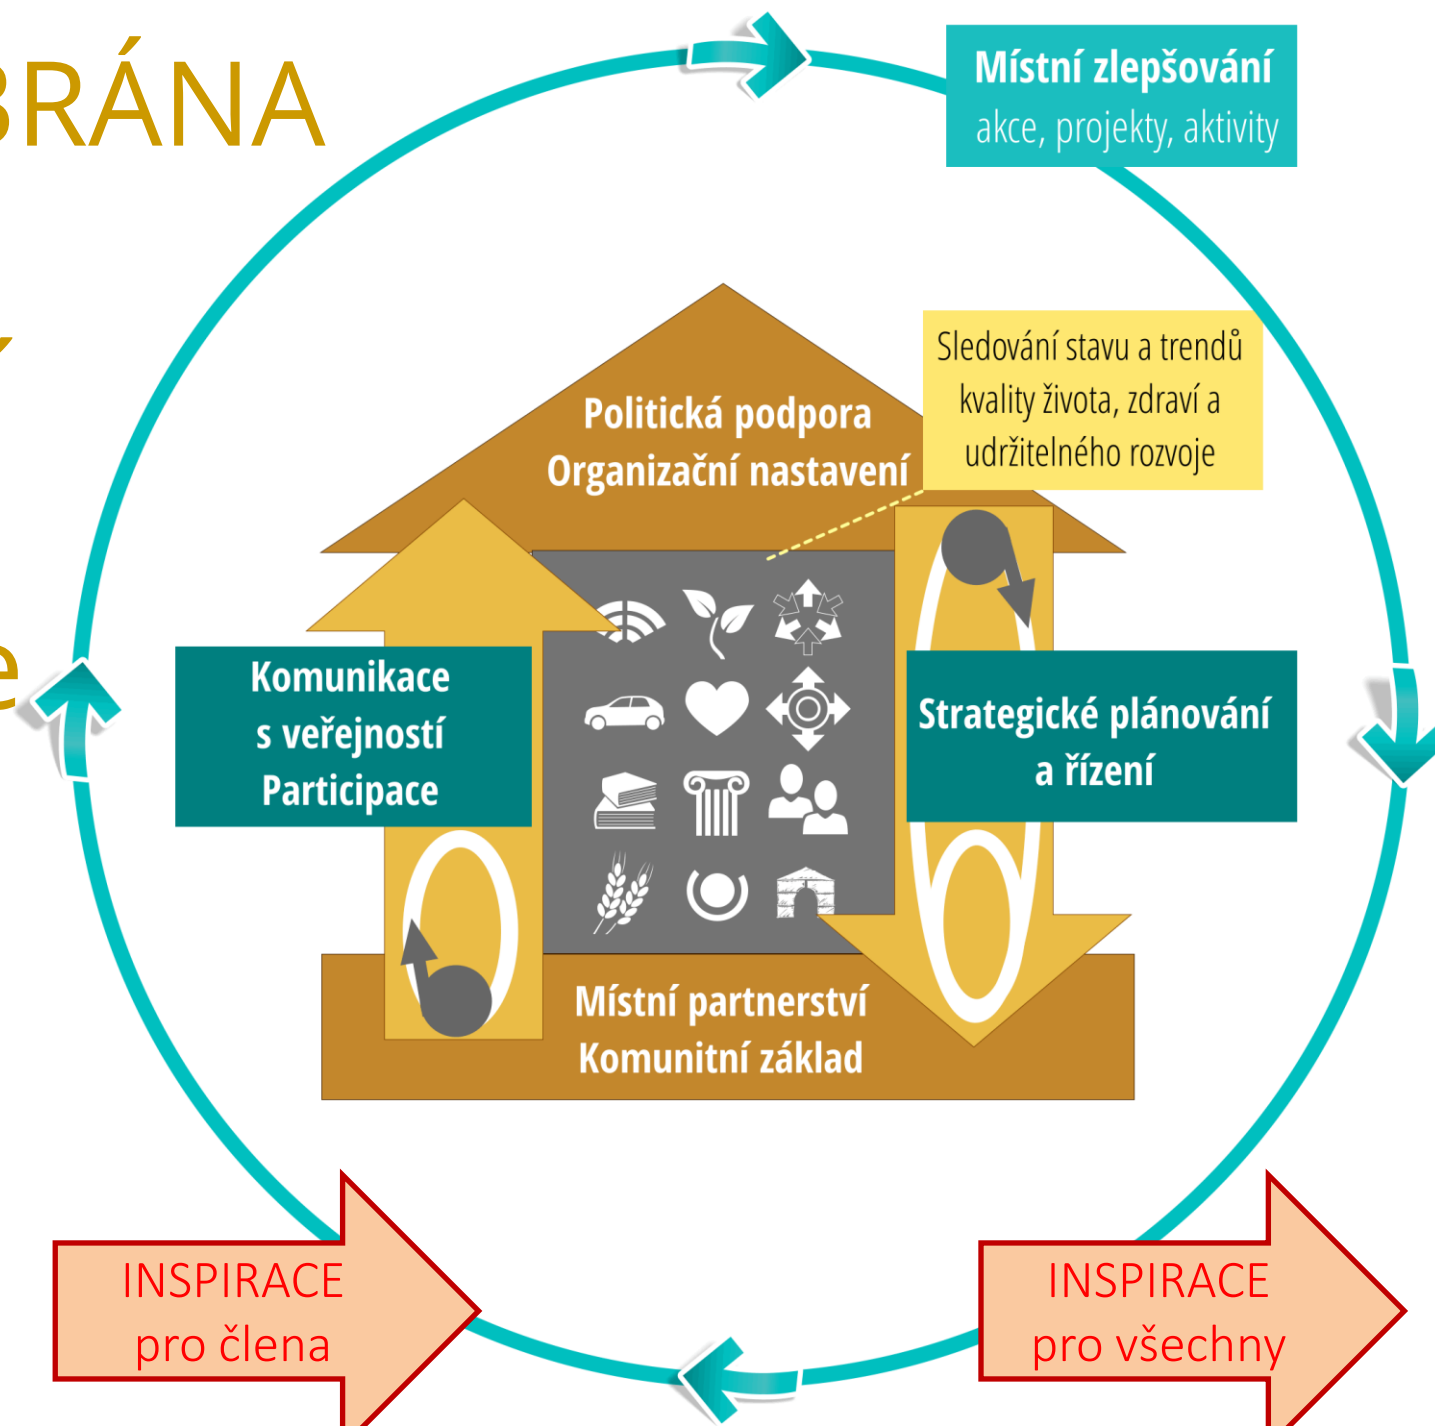 BRÁNA
Místní zlepšování
akce, projekty, aktivity
Sledování stavu a trendů
kvality života, zdraví a
udržitelného rozvoje
Politická podpora
Organizační nastavení
Komunikace
s veřejností
Participace
Strategické plánování
a řízení
Místní partnerství
Komunitní základ
INSPIRACE
pro člena
INSPIRACE
pro všechny